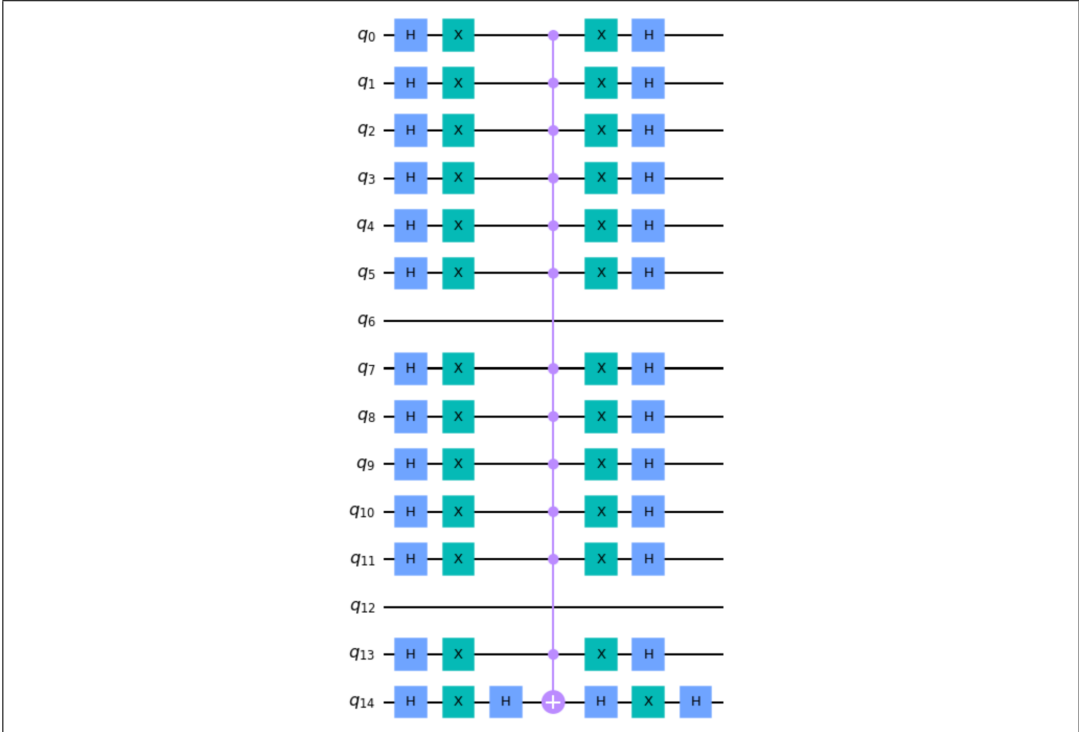 q0 H X X H
q1 H X X H
q2 H X X H
q3 H X X H
q4 H X X H
q5 H X X H
q6
q7 H X X H
q8 H X X H
q9 H X X H
q10 H X X H
q11 H X X H
q12
q13 H X X H
q14 H X H + H X H